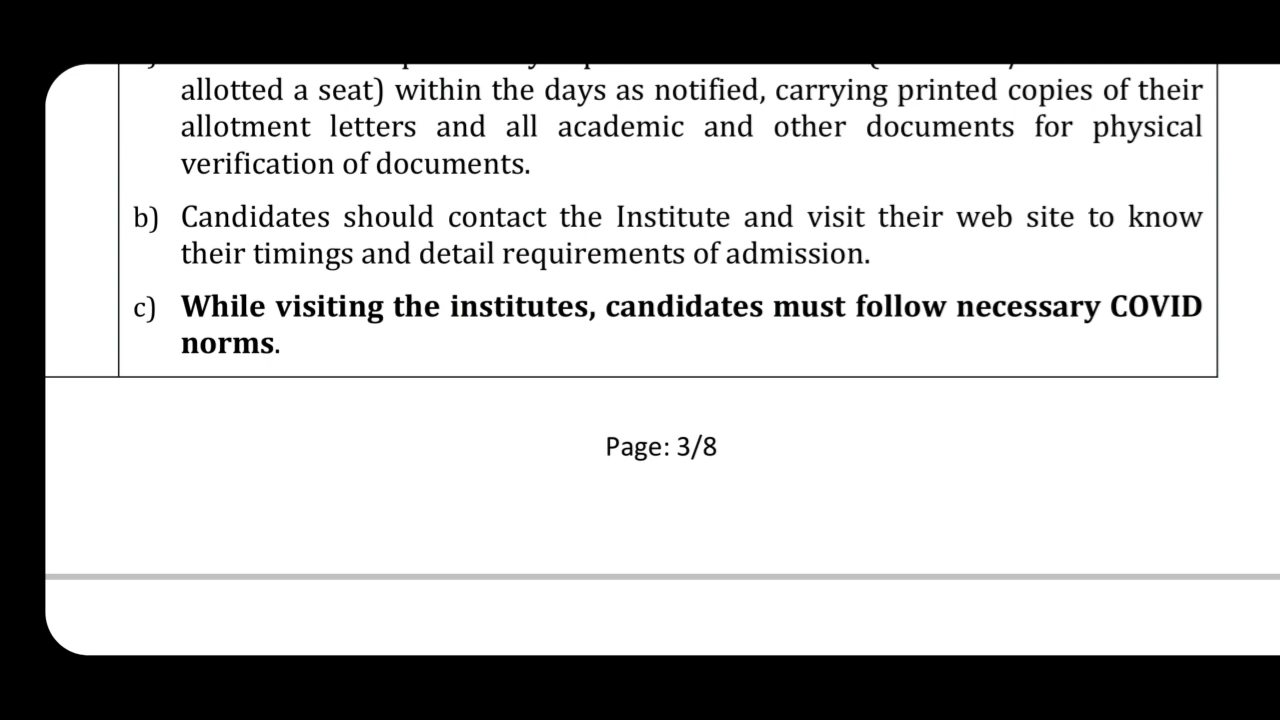 allotted a seat) within the days as notified, carrying printed copies of their
allotment letters and all academic and other documents for physical
verification of documents.
b) Candidates should contact the Institute and visit their web site to know
their timings and detail requirements of admission.
c) While visiting the institutes, candidates must follow necessary COVID
norms.
Page: 3/8